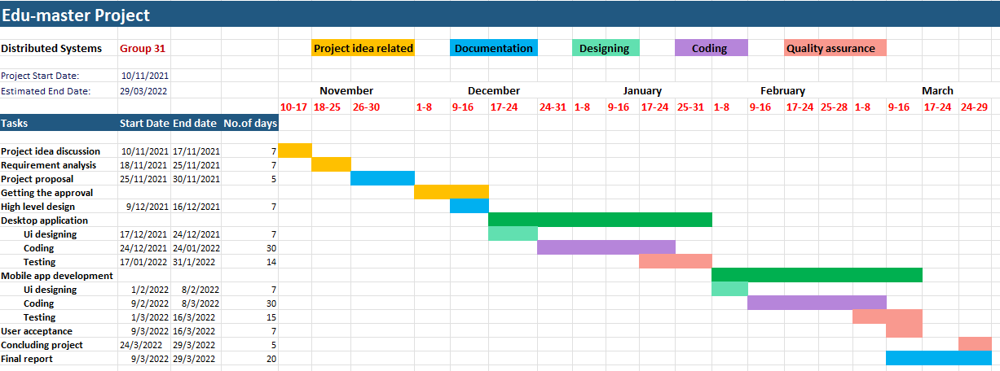 Edu-master Project
Distributed Systems Group 31 Project idea related Documentation Designing Coding Quality assurance
Project Start Date: 10/11/2021
Estimated End Date: 29/03/2022 November December January February March
10-17 18-25 26-30 1-8 9-16 17-24 24-31 1-8 9-16 17-24 25-31 1-8 9-16 17-24 25-28 1-8 9-16 17-24 24-29
Tasks Start Date End date No.of days
Project idea discussion 10/11/2021 17/11/2021 7
Requirement analysis 18/11/2021 25/11/2021 7
Project proposal 25/11/2021 30/11/2021 5
Getting the approval
High level design 9/12/2021 16/12/2021 7
Desktop application
Ui designing 17/12/2021 24/12/2021 7
Coding 24/12/2021 24/01/2022 30
Testing 17/01/2022 31/1/2022 14
Mobile app development
Ui designing 1/2/2022 8/2/2022 7
Coding 9/2/2022 8/3/2022 30
Testing 1/3/2022 16/3/2022 15
User acceptance 9/3/2022 16/3/2022 7
Concluding project 24/3/2022 29/3/2022 5
Final report 9/3/2022 29/3/2022 20